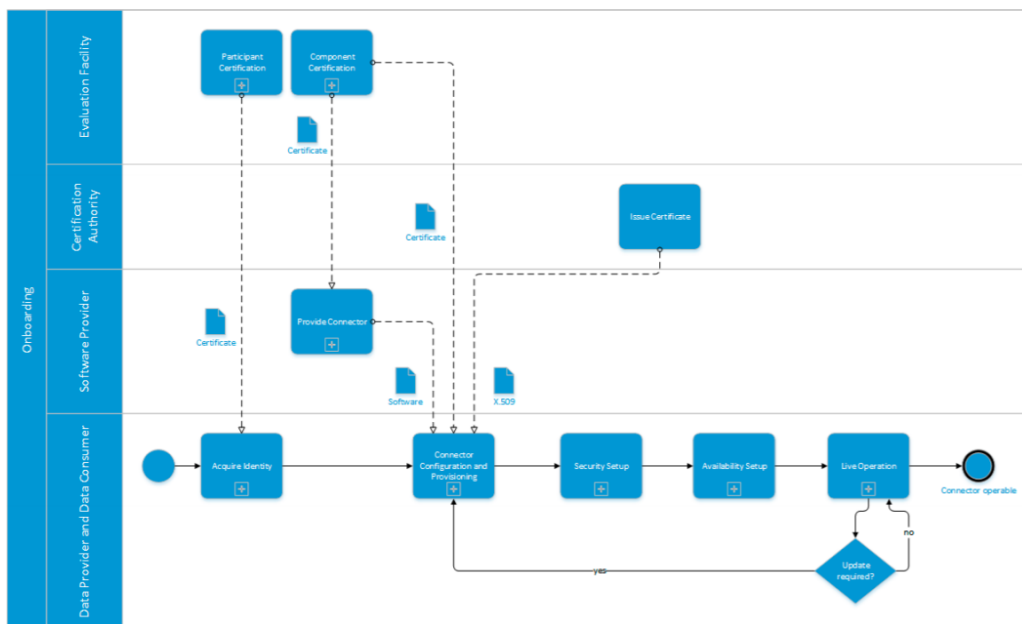 Onboarding
Evaluation Facility
Participant
Certification
Component
Certification
Certificate
Certification
Authority
Certificate
Issue Certificate
Software Provider
Certificate
Provide Connector
Software
X.509
Data Provider and Data Consumer
Acquire Identity
Connector
Configuration and
Provisioning
Security Setup
Availability Setup
Live Operation
Connector operable
no
yes
Update
required?